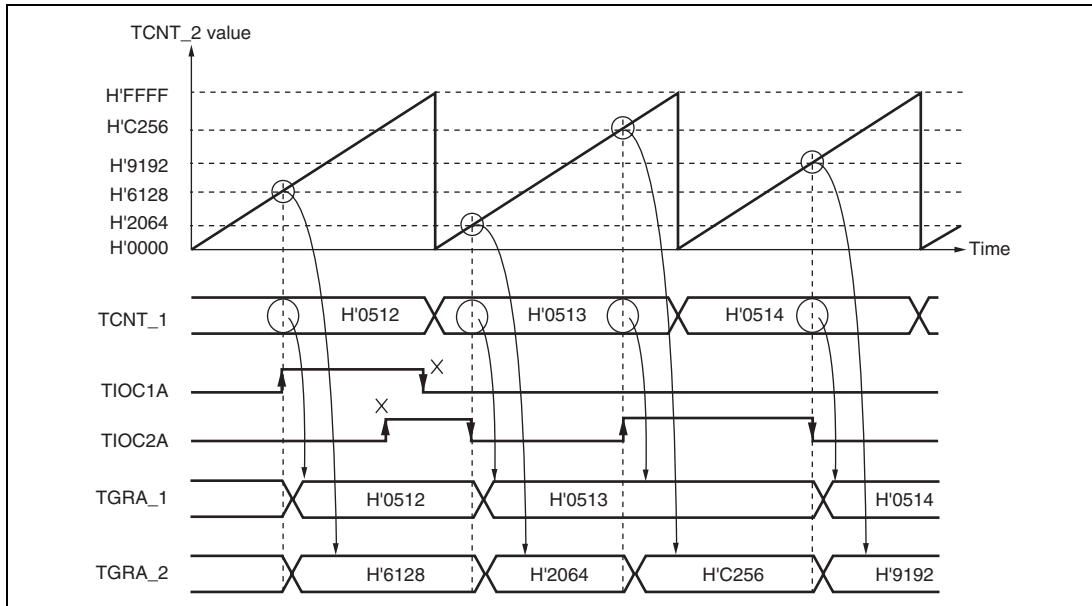 TCNT_2 value
H'FFFF
H'C256
H'9192
H'6128
H'2064
H'0000
Time
TCNT_1 H'0512 H'0513 H'0514
TIOC1A X
TIOC2A X
TGRA_1 H'0512 H'0513 H'0514
TGRA_2 H'6128 H'2064 H'C256 H'9192